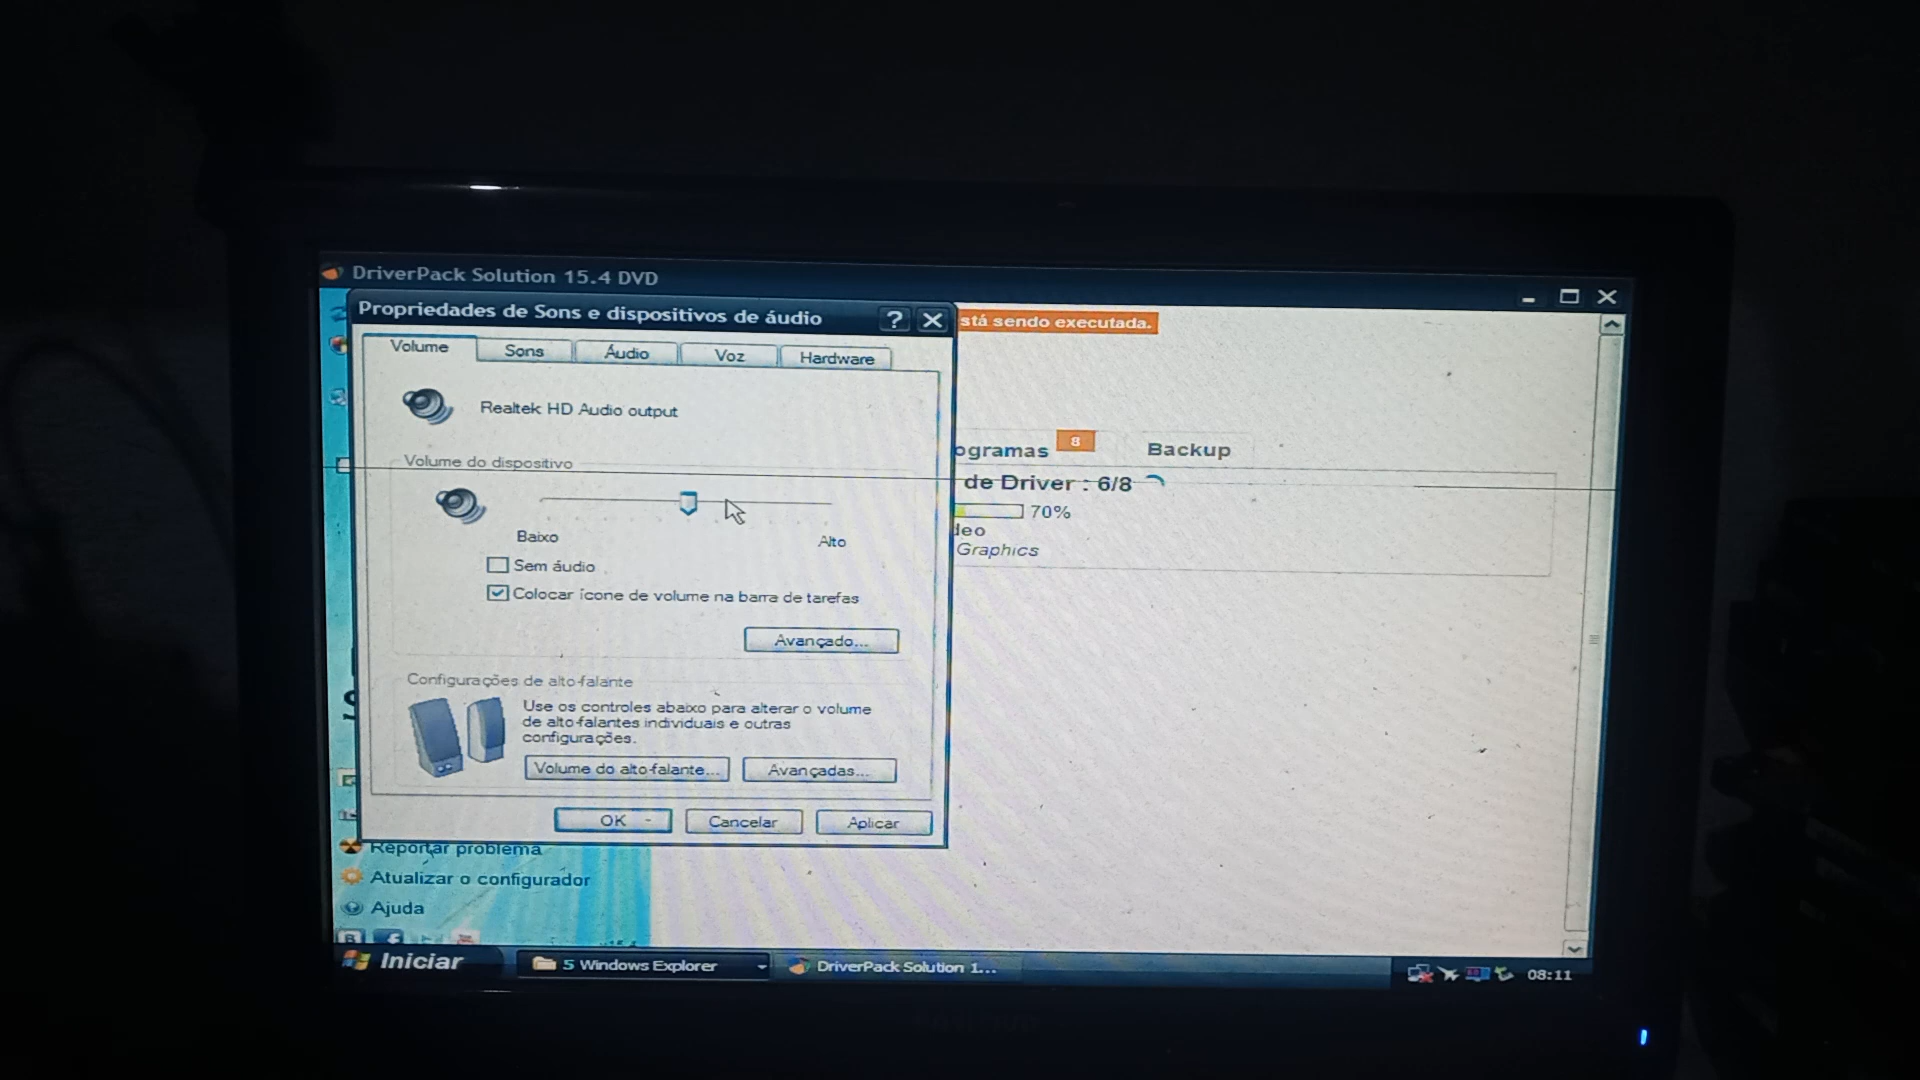 DriverPack Solution 15.4 DVD
Propriedades de Sons e dispositivos de áudio
?
stá sendo executada.
Volume
Sons
Áudio
Voz
Hardware
Realtek HD Audio output
ogramas
8
Backup
Volume do dispositivo
de Driver : 6/8
70%
deo
Graphics
Baixo
Alto
Sem áudio
Colocar ícone de volume na barra de tarefas
Avançado...
Configurações de alto-falante
Use os controles abaixo para alterar o volume
de alto-falantes individuais e outras
configurações.
Volume do alto-falante...
Avançadas...
OK
Cancelar
Aplicar
Reportar problema
Atualizar o configurador
Ajuda
Iniciar
5 Windows Explorer
DriverPack Solution 1...
08:11